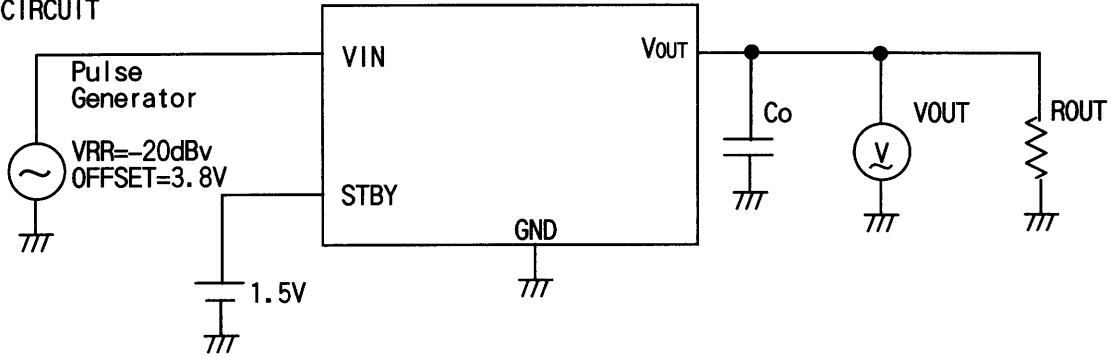 CIRCUIT
VIN
VOUT
Pulse
Generator
Co
VOUT
ROUT
VRR=-20dBv
OFFSET=3.8V
V
STBY
GND
1.5V